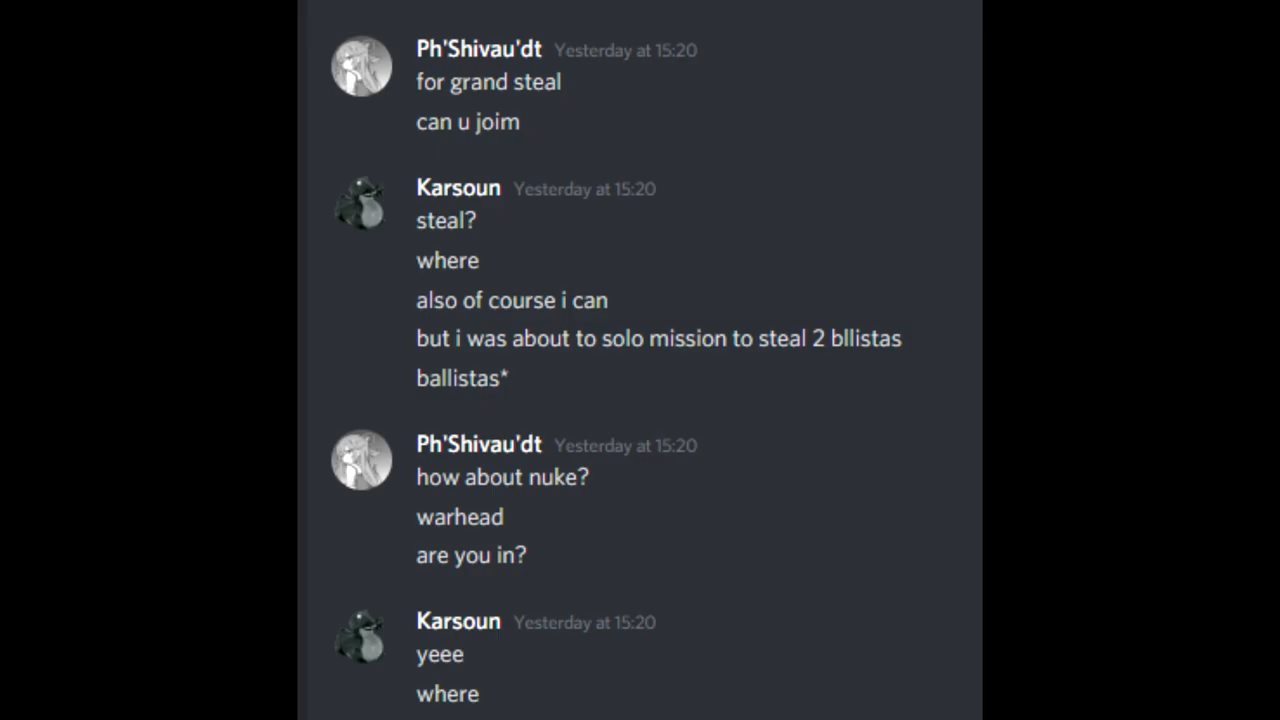 Ph'Shivau'dt Yesterday at 15:20
for grand steal
can u joim
Karsoun Yesterday at 15:20
steal?
where
also of course i can
but i was about to solo mission to steal 2 bllistas
ballistas*
Ph'Shivau'dt Yesterday at 15:20
how about nuke?
warhead
are you in?
Karsoun Yesterday at 15:20
yeee
where